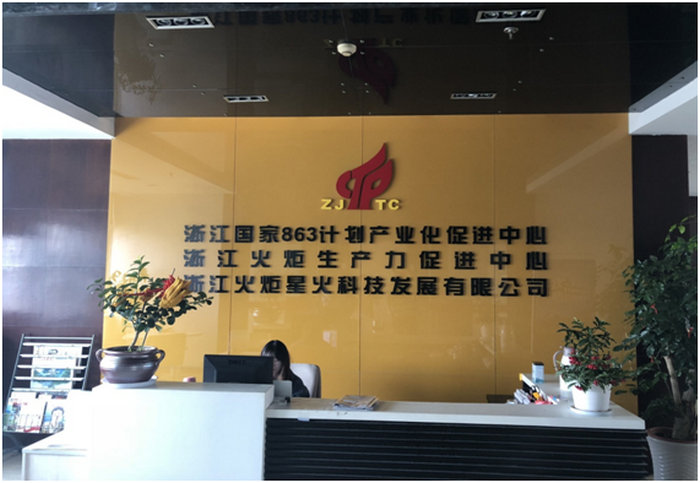 ZJ TC
浙江国家863计划产业化促进中心
浙江火炬生产力促进中心
浙江火炬星火科技发展有限公司